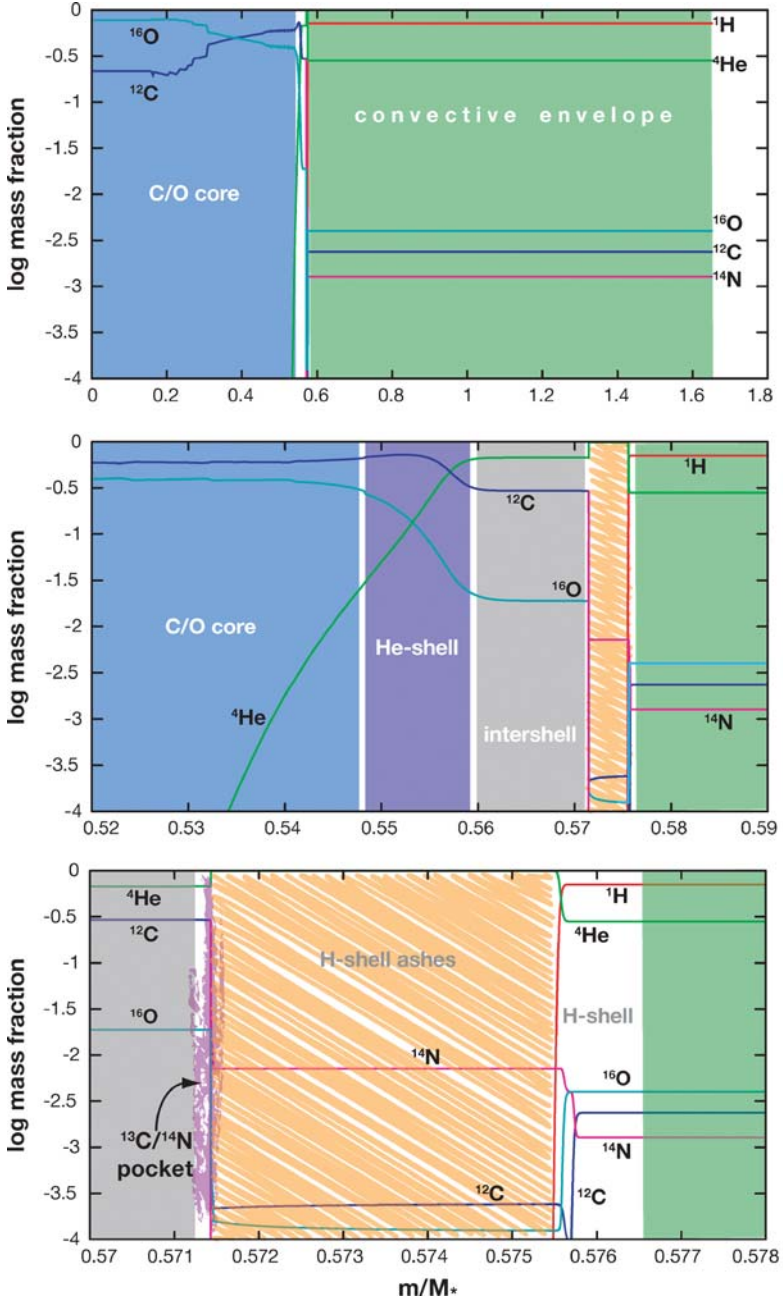 log mass fraction
0
-0.5
-1
-1.5
-2
-2.5
-3
-3.5
-4
¹⁶O
¹²C
C/O core
convective envelope
¹H
⁴He
¹⁶O
¹²C
¹⁴N
0 0.2 0.4 0.6 0.8 1 1.2 1.4 1.6 1.8
log mass fraction
0
-0.5
-1
-1.5
-2
-2.5
-3
-3.5
-4
C/O core
⁴He
He-shell
¹²C
¹⁶O
intershell
¹H
¹⁴N
0.52 0.53 0.54 0.55 0.56 0.57 0.58 0.59
log mass fraction
0
-0.5
-1
-1.5
-2
-2.5
-3
-3.5
-4
⁴He
¹²C
¹⁶O
¹³C/¹⁴N
pocket
H-shell ashes
¹⁴N
¹²C
H-shell
¹²C
¹H
⁴He
¹⁶O
¹⁴N
0.57 0.571 0.572 0.573 0.574 0.575 0.576 0.577 0.578
m/M*